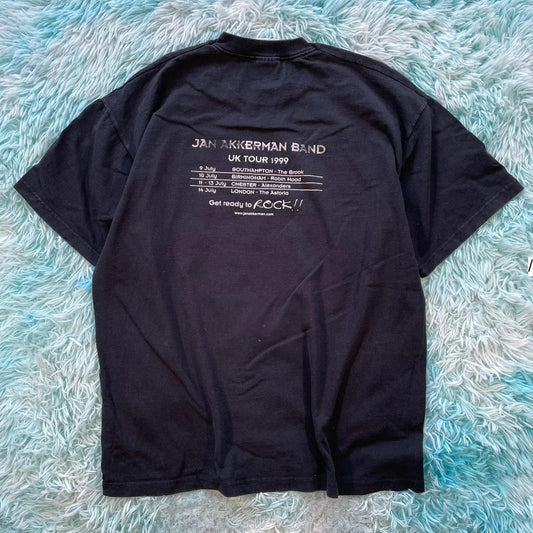 JAN AKKERMAN BAND
UK TOUR 1999
9 July SOUTHAMPTON - The Brook
10 July BIRMINGHAM - Robin Hood
11 - 13 July CHESTER - Alexanders
14 July LONDON - The Astoria
Get ready to ROCK!!
www.janakkerman.com